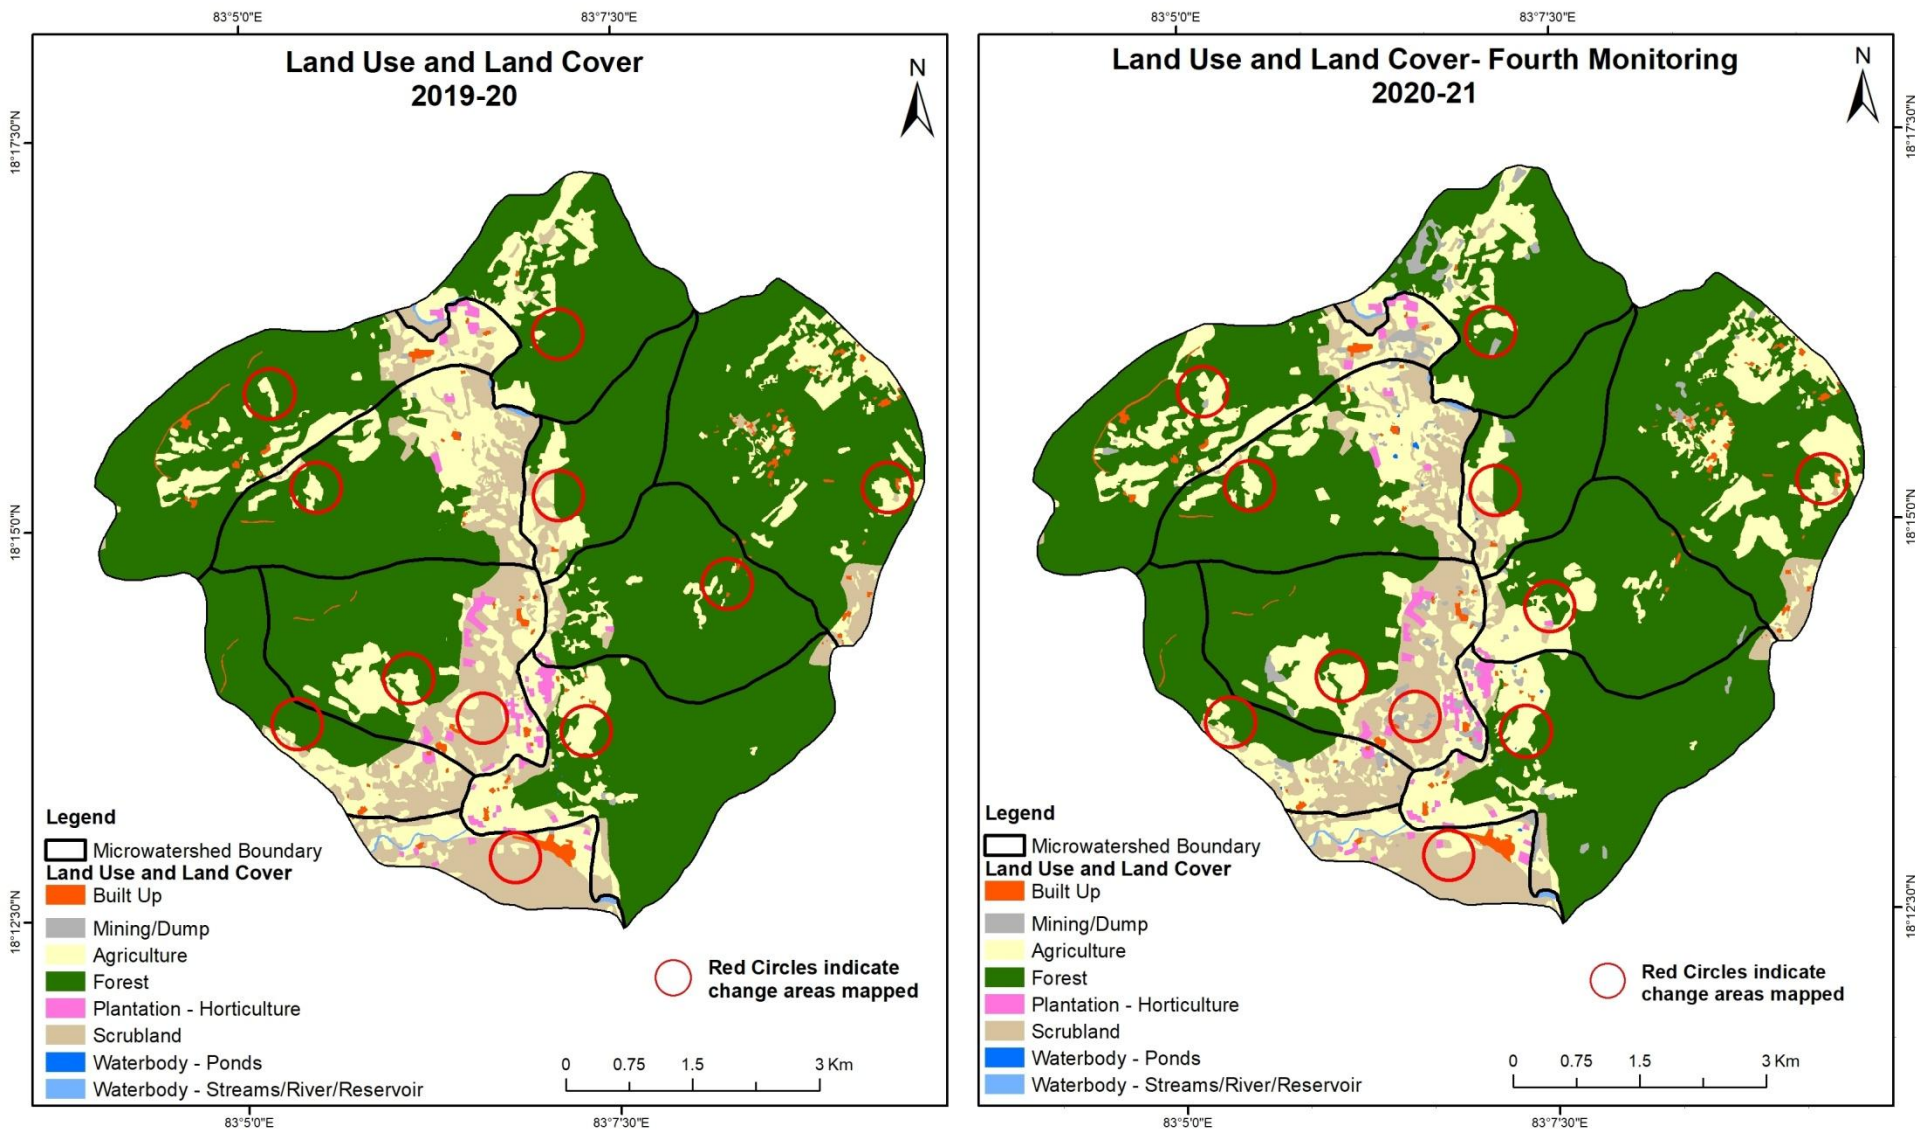 83°5'0"E
83°7'30"E
Land Use and Land Cover
2019-20
N
18°17'30"N
18°15'0"N
18°12'30"N
Legend
Microwatershed Boundary
Land Use and Land Cover
Built Up
Mining/Dump
Agriculture
Forest
Plantation - Horticulture
Scrubland
Waterbody - Ponds
Waterbody - Streams/River/Reservoir
Red Circles indicate
change areas mapped
0 0.75 1.5 3 Km
83°5'0"E
83°7'30"E
83°5'0"E
83°7'30"E
Land Use and Land Cover- Fourth Monitoring
2020-21
N
18°17'30"N
18°15'0"N
18°12'30"N
Legend
Microwatershed Boundary
Land Use and Land Cover
Built Up
Mining/Dump
Agriculture
Forest
Plantation - Horticulture
Scrubland
Waterbody - Ponds
Waterbody - Streams/River/Reservoir
Red Circles indicate
change areas mapped
0 0.75 1.5 3 Km
83°5'0"E
83°7'30"E